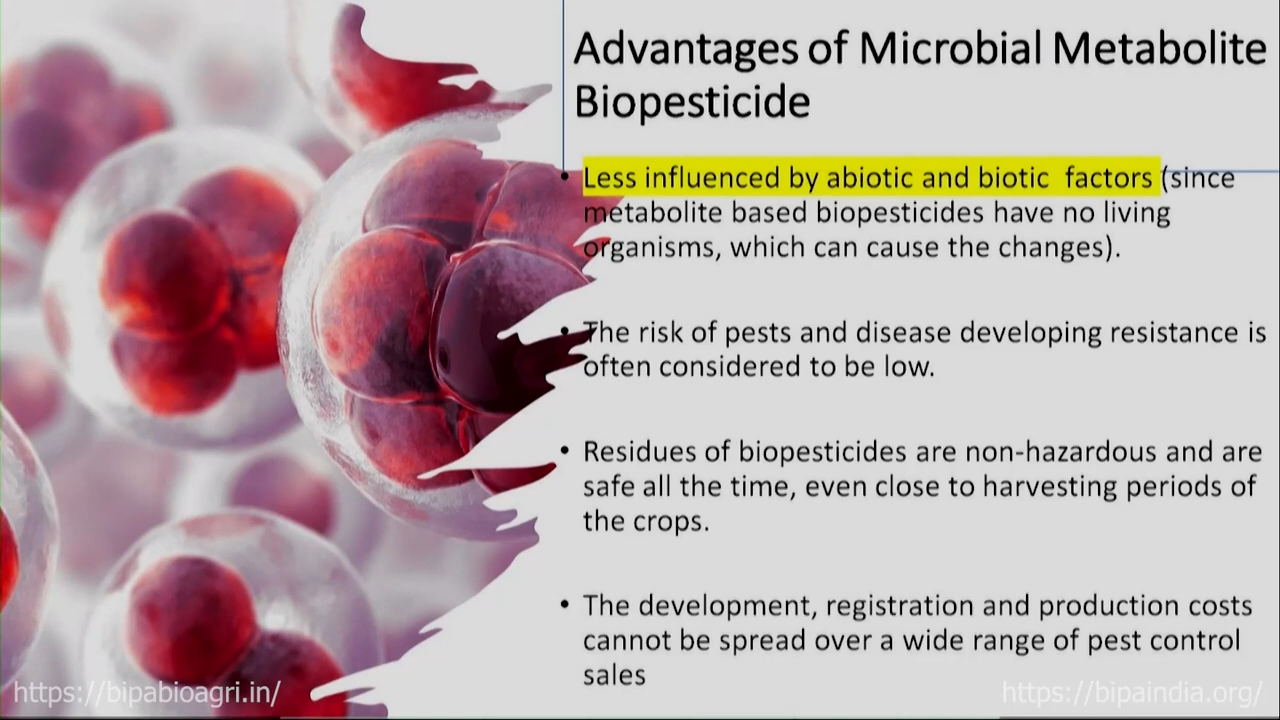 Advantages of Microbial Metabolite
Biopesticide
• Less influenced by abiotic and biotic factors (since
metabolite based biopesticides have no living
organisms, which can cause the changes).
• The risk of pests and disease developing resistance is
often considered to be low.
• Residues of biopesticides are non-hazardous and are
safe all the time, even close to harvesting periods of
the crops.
• The development, registration and production costs
cannot be spread over a wide range of pest control
sales
https://bipabioagri.in/
https://bipaindia.org/